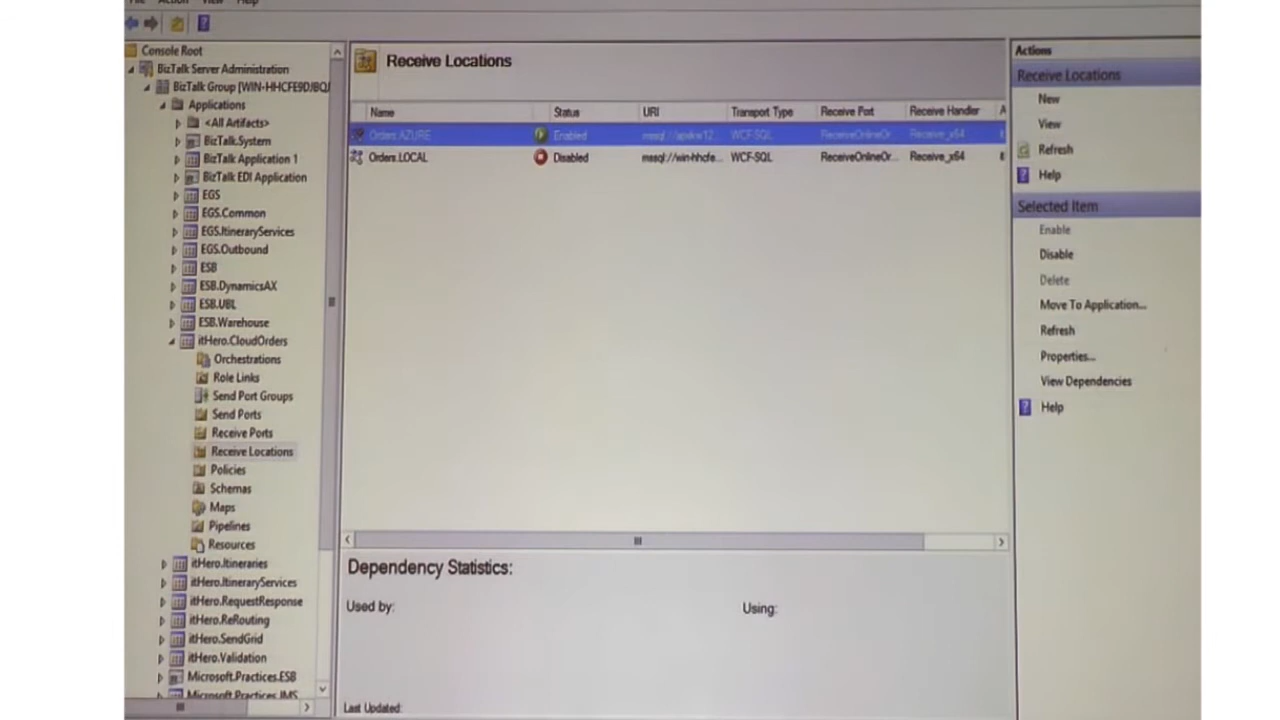 File Action View Help
Console Root
BizTalk Server Administration
BizTalk Group [WIN-HHCFE9DJBQJ
Applications
<All Artifacts>
BizTalk.System
BizTalk Application 1
BizTalk EDI Application
EGS
EGS.Common
EGS.ItineraryServices
EGS.Outbound
ESB
ESB.DynamicsAX
ESB.UBL
ESB.Warehouse
itHero.CloudOrders
Orchestrations
Role Links
Send Port Groups
Send Ports
Receive Ports
Receive Locations
Policies
Schemas
Maps
Pipelines
Resources
itHero.Itineraries
itHero.ItineraryServices
itHero.RequestResponse
itHero.ReRouting
itHero.SendGrid
itHero.Validation
Microsoft.Practices.ESB
Microsoft.Practices.JMS
Receive Locations
Name Status URI Transport Type Receive Port Receive Handler A
Orders.AZURE Enabled WCF-SQL ReceiveOnlineOr... Receive_x64
Orders.LOCAL Disabled mssql://win-hhcfe... WCF-SQL ReceiveOnlineOr... Receive_x64
Dependency Statistics:
Used by: Using:
Last Updated:
Actions
Receive Locations
New
View
Refresh
Help
Selected Item
Enable
Disable
Delete
Move To Application...
Refresh
Properties...
View Dependencies
Help